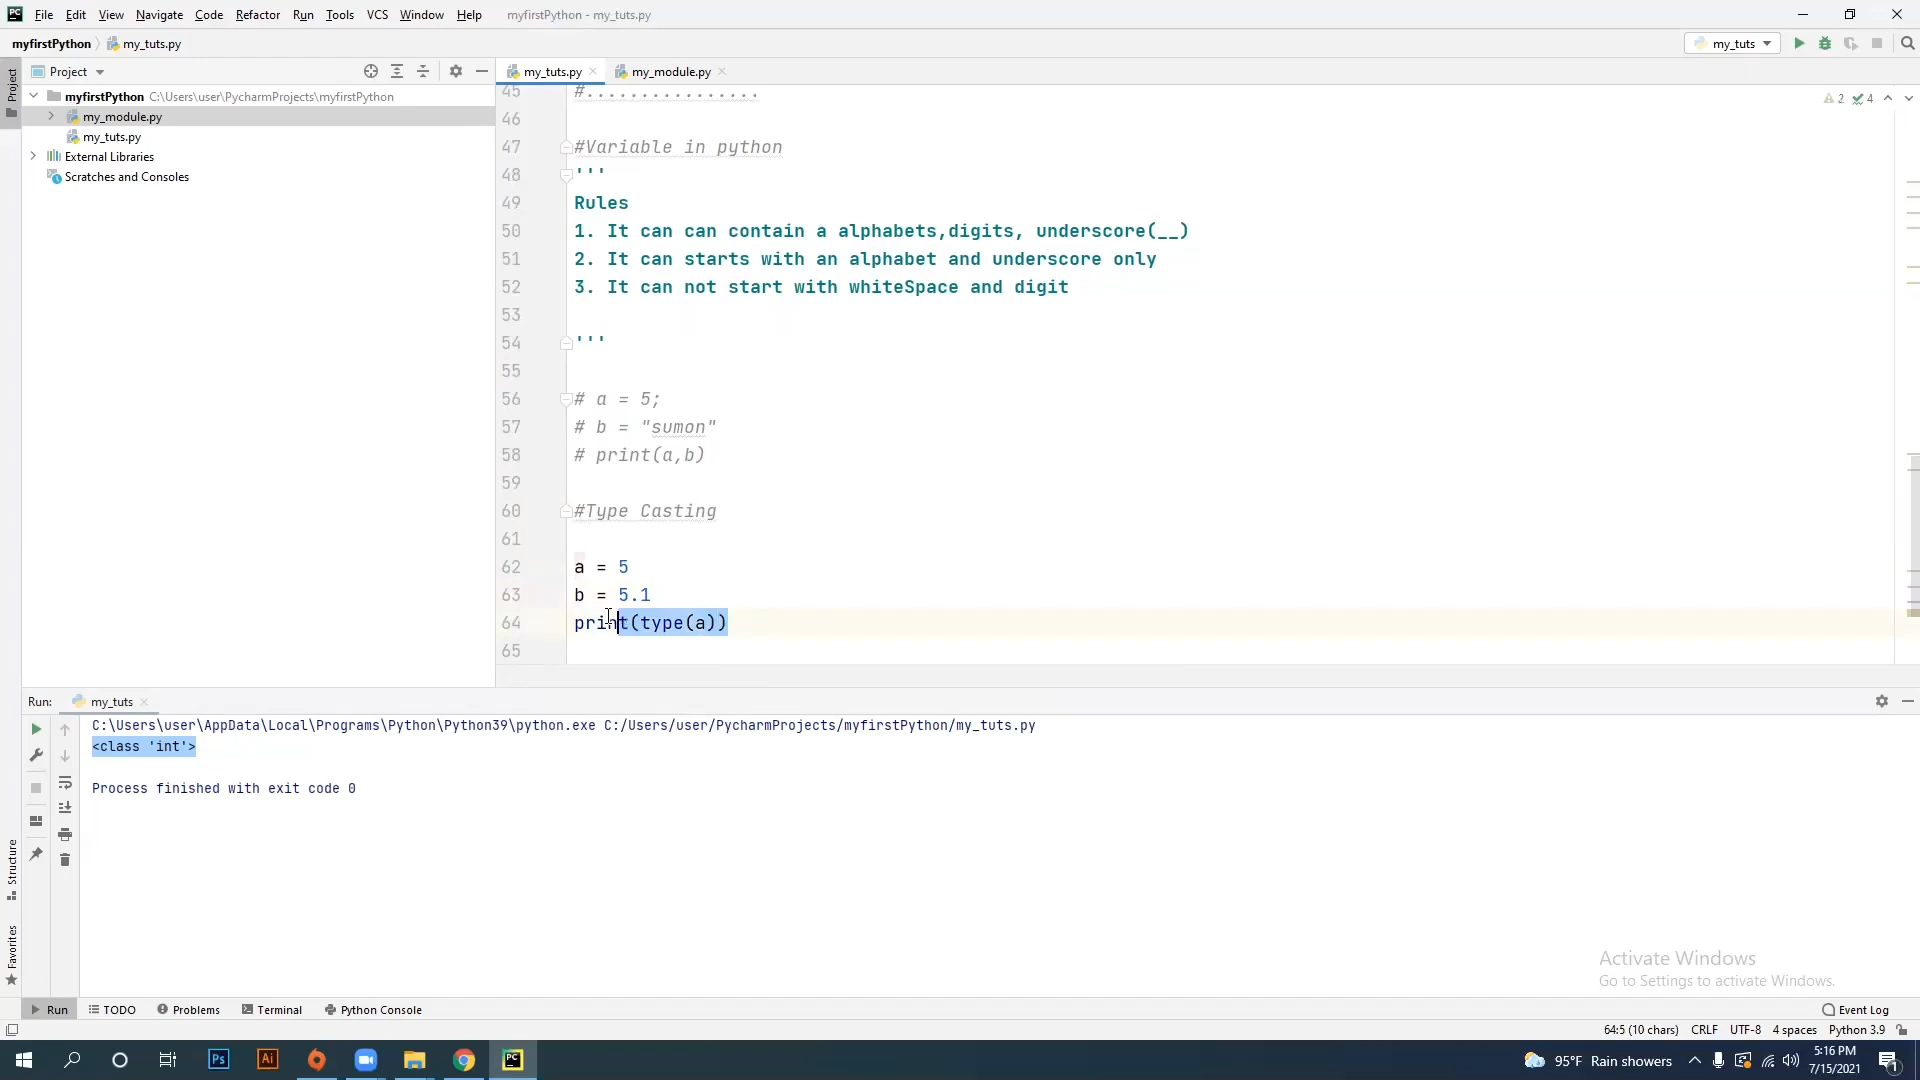 File Edit View Navigate Code Refactor Run Tools VCS Window Help myfirstPython - my_tuts.py
myfirstPython my_tuts.py my_tuts
Project my_tuts.py my_module.py
Project
myfirstPython C:\Users\user\PycharmProjects\myfirstPython
my_module.py
my_tuts.py
External Libraries
Scratches and Consoles
2 4
45 #................
46
47 #Variable in python
48 '''
49 Rules
50 1. It can can contain a alphabets,digits, underscore(__)
51 2. It can starts with an alphabet and underscore only
52 3. It can not start with whiteSpace and digit
53
54 '''
55
56 # a = 5;
57 # b = "sumon"
58 # print(a,b)
59
60 #Type Casting
61
62 a = 5
63 b = 5.1
64 print(type(a))
65
Run: my_tuts
C:\Users\user\AppData\Local\Programs\Python\Python39\python.exe C:/Users/user/PycharmProjects/myfirstPython/my_tuts.py
<class 'int'>
Process finished with exit code 0
Structure
Favorites
Activate Windows
Go to Settings to activate Windows.
Run TODO Problems Terminal Python Console Event Log
64:5 (10 chars) CRLF UTF-8 4 spaces Python 3.9
PC Ps Ai PC 95°F Rain showers 5:16 PM
7/15/2021 1